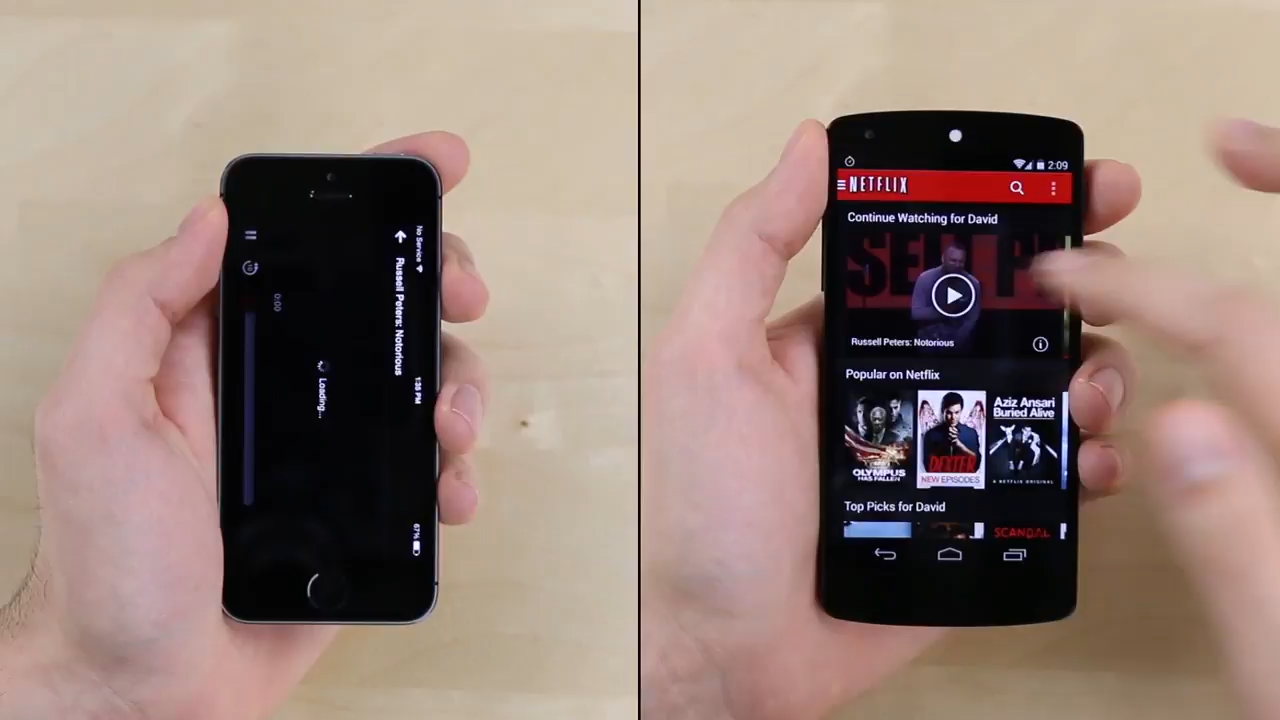 No Service
1:35 PM
67%
Russell Peters: Notorious
Loading...
0:00
10
2:09
NETFLIX
Continue Watching for David
Russell Peters: Notorious
Popular on Netflix
OLYMPUS
HAS FALLEN
DEXTER
NEW EPISODES
Aziz Ansari
Buried Alive
A NETFLIX ORIGINAL
Top Picks for David
SCANDAL